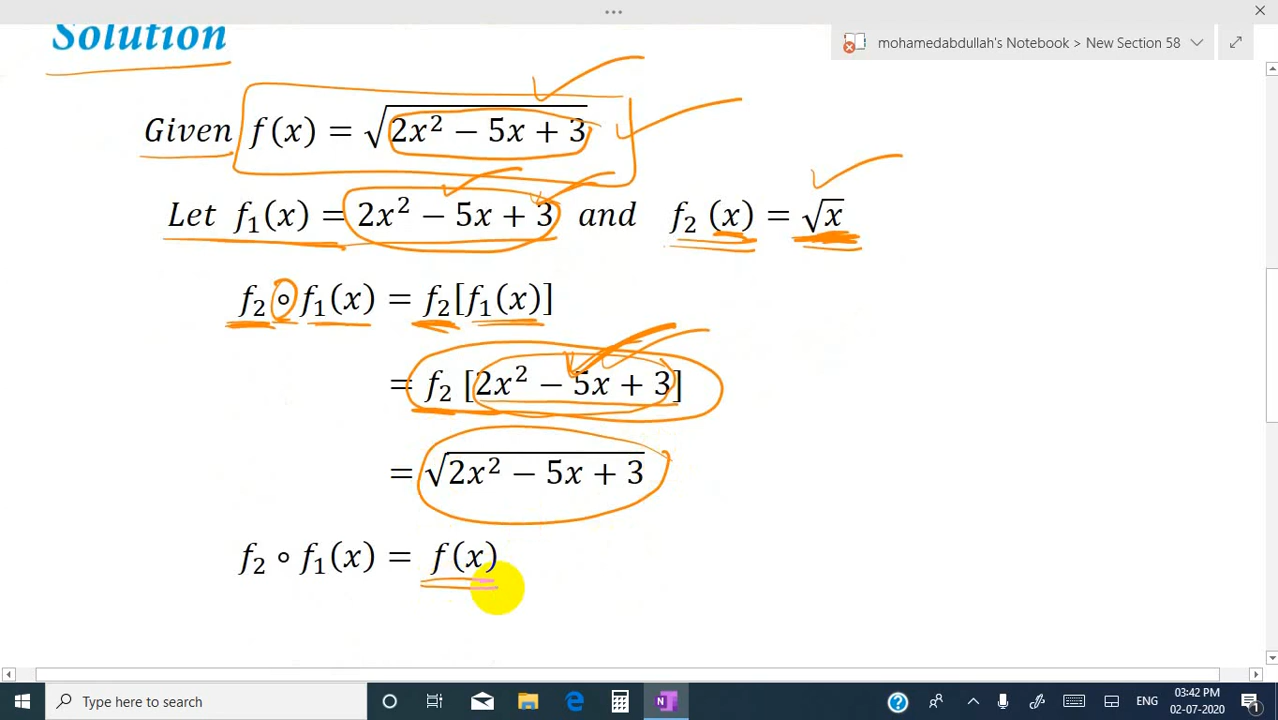 Solution
mohamedabdullah's Notebook > New Section 58
Given f(x) = √(2x² − 5x + 3)
Let f₁(x) = 2x² − 5x + 3 and f₂ (x) = √x
f₂ ∘ f₁(x) = f₂[f₁(x)]
= f₂ [2x² − 5x + 3]
= √(2x² − 5x + 3)
f₂ ∘ f₁(x) = f(x)
Type here to search
ENG
03:42 PM
02-07-2020